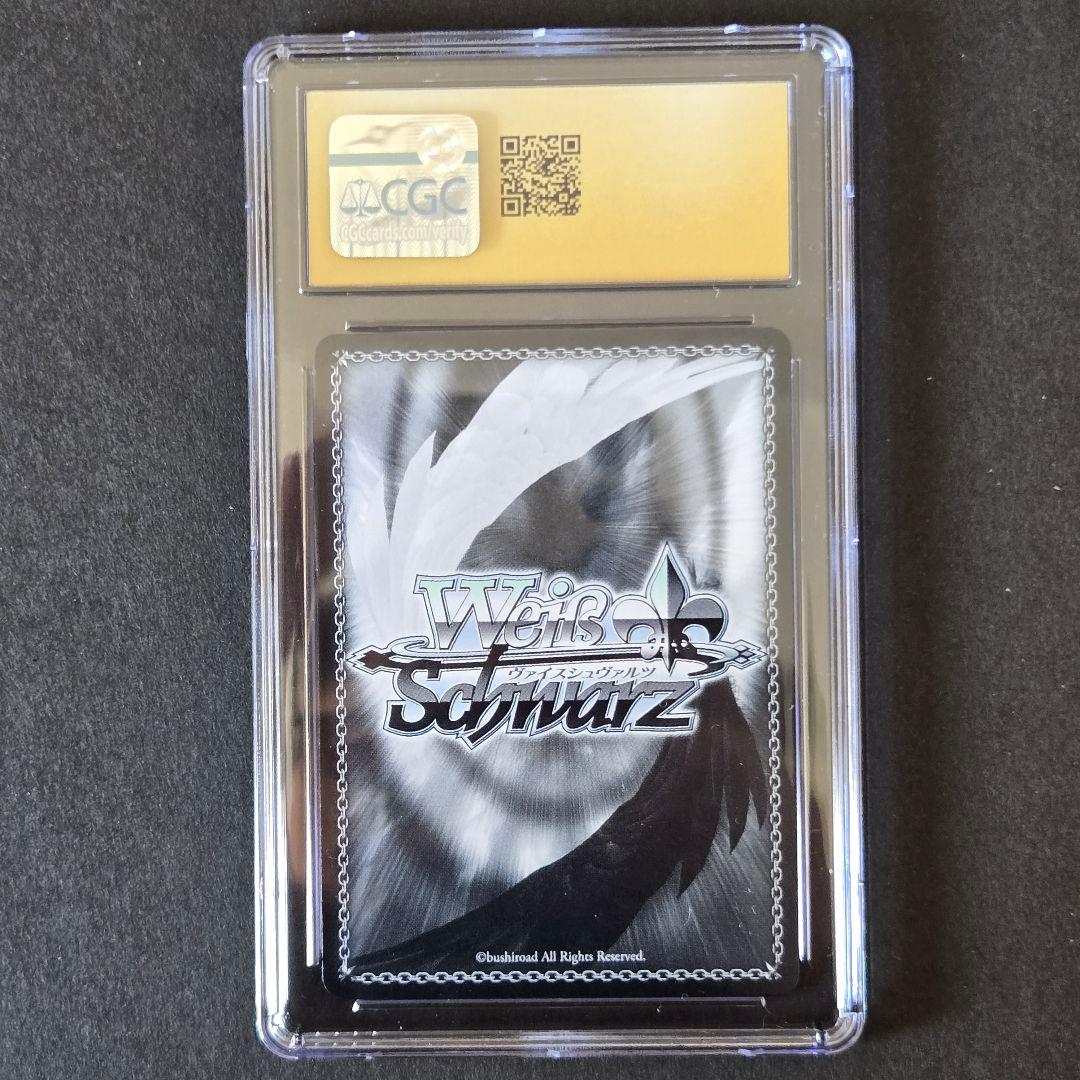 CGC
CGCcards.com/verify
Weiß
ヴァイスシュヴァルツ
Schwarz
©bushiroad All Rights Reserved.